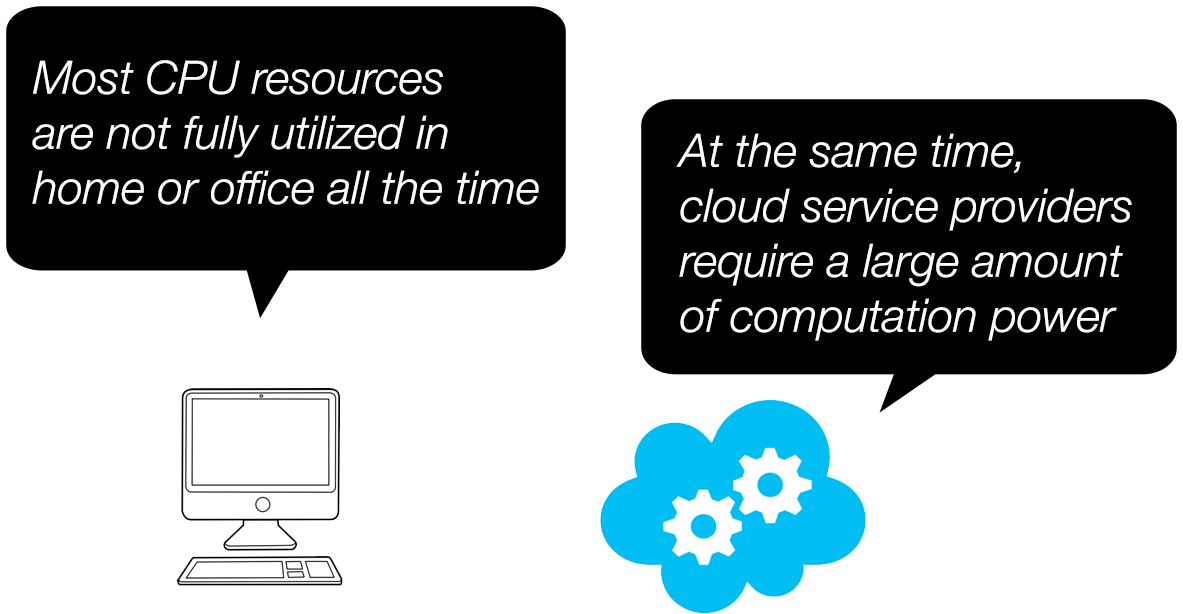 Most CPU resources
are not fully utilized in
home or office all the time
At the same time,
cloud service providers
require a large amount
of computation power